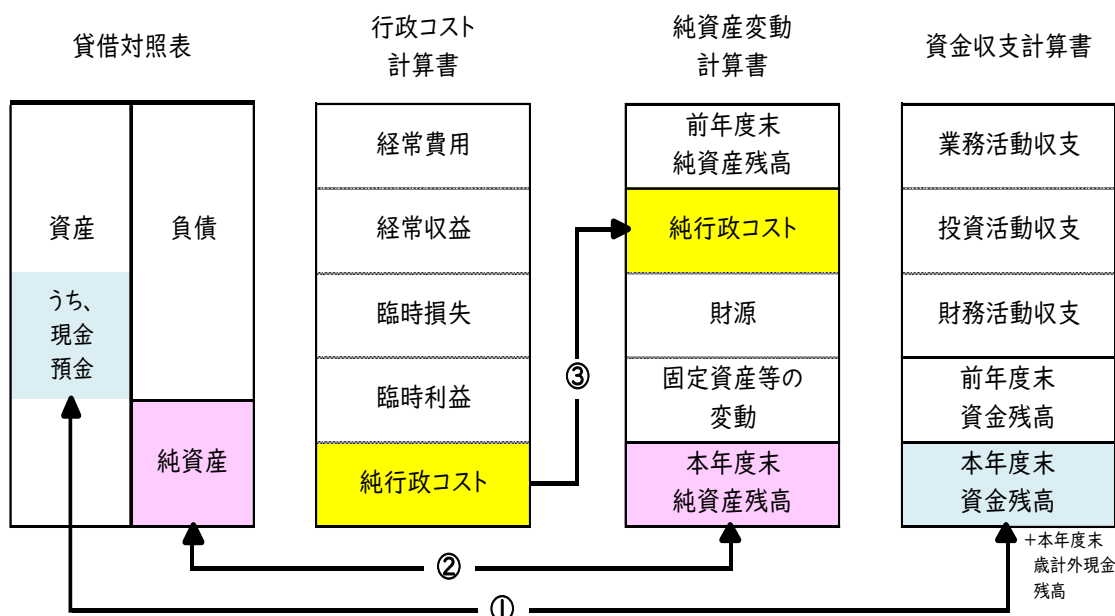 貸借対照表
資産
うち、
現金
預金
負債
純資産
行政コスト
計算書
経常費用
経常収益
臨時損失
臨時利益
純行政コスト
純資産変動
計算書
前年度末
純資産残高
純行政コスト
財源
固定資産等の
変動
本年度末
純資産残高
資金収支計算書
業務活動収支
投資活動収支
財務活動収支
前年度末
資金残高
本年度末
資金残高
+本年度末
歳計外現金
残高
③
②
①